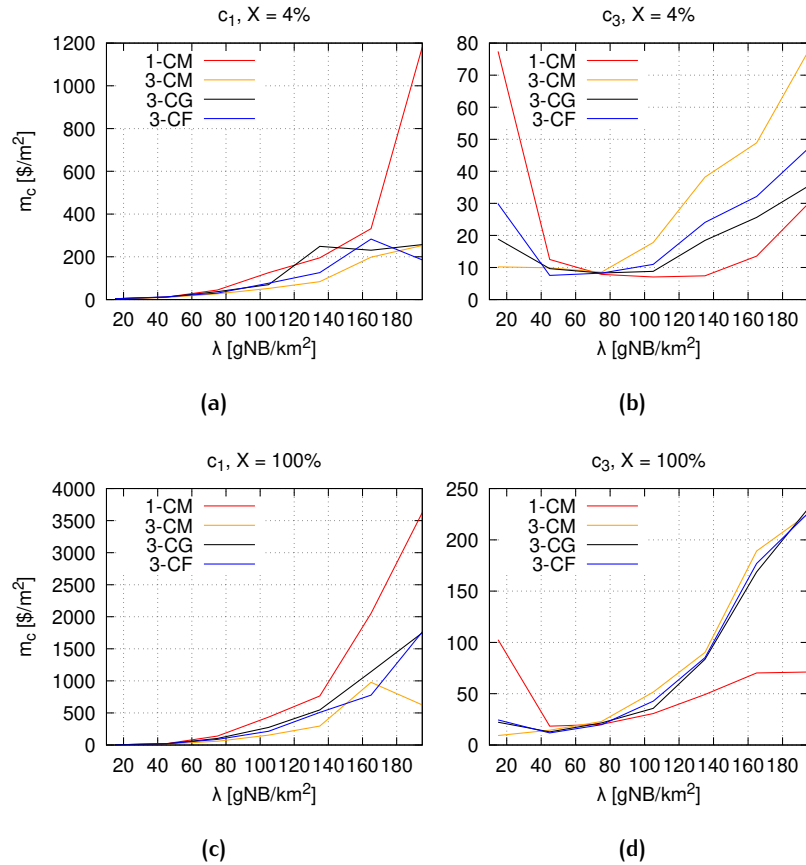 c₁, X = 4%
1200
1000
800
600
400
200
0
m_c [$/m²]
1-CM
3-CM
3-CG
3-CF
20 40 60 80 100 120 140 160 180
λ [gNB/km²]
(a)
c₃, X = 4%
80
70
60
50
40
30
20
10
0
1-CM
3-CM
3-CG
3-CF
20 40 60 80 100 120 140 160 180
λ [gNB/km²]
(b)
c₁, X = 100%
4000
3500
3000
2500
2000
1500
1000
500
0
m_c [$/m²]
1-CM
3-CM
3-CG
3-CF
20 40 60 80 100 120 140 160 180
λ [gNB/km²]
(c)
c₃, X = 100%
250
200
150
100
50
0
1-CM
3-CM
3-CG
3-CF
20 40 60 80 100 120 140 160 180
λ [gNB/km²]
(d)